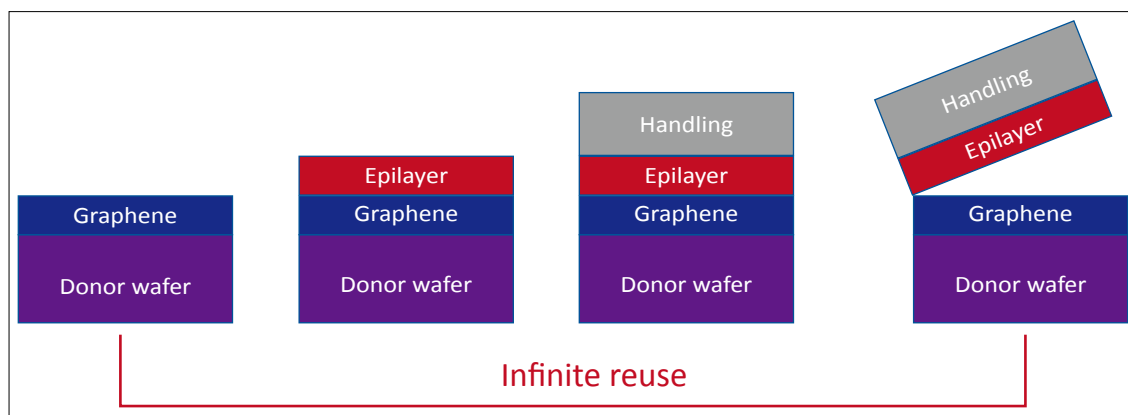 Graphene
Donor wafer
Epilayer
Graphene
Donor wafer
Handling
Epilayer
Graphene
Donor wafer
Handling
Epilayer
Graphene
Donor wafer
Infinite reuse